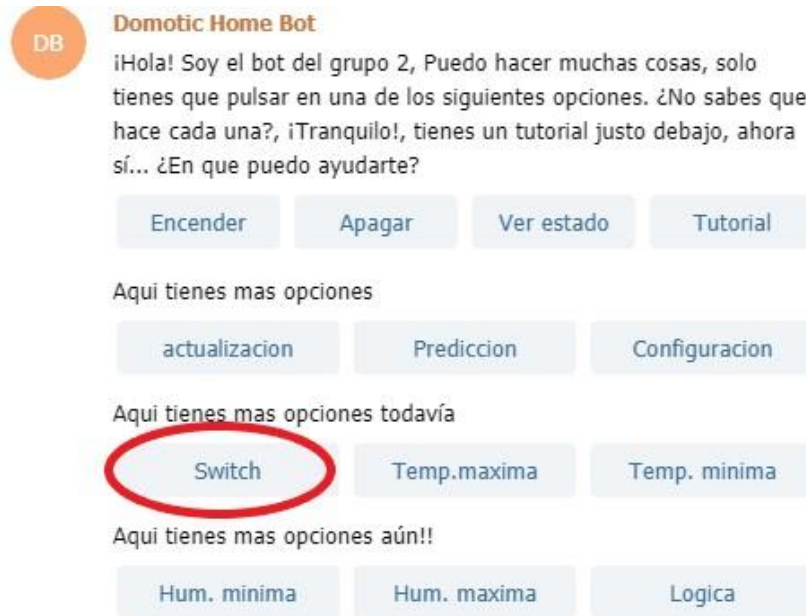 DB
Domotic Home Bot
¡Hola! Soy el bot del grupo 2, Puedo hacer muchas cosas, solo
tienes que pulsar en una de los siguientes opciones. ¿No sabes que
hace cada una?, ¡Tranquilo!, tienes un tutorial justo debajo, ahora
sí... ¿En que puedo ayudarte?
Encender Apagar Ver estado Tutorial
Aqui tienes mas opciones
actualizacion Prediccion Configuracion
Aqui tienes mas opciones todavía
Switch Temp.maxima Temp. minima
Aqui tienes mas opciones aún!!
Hum. minima Hum. maxima Logica